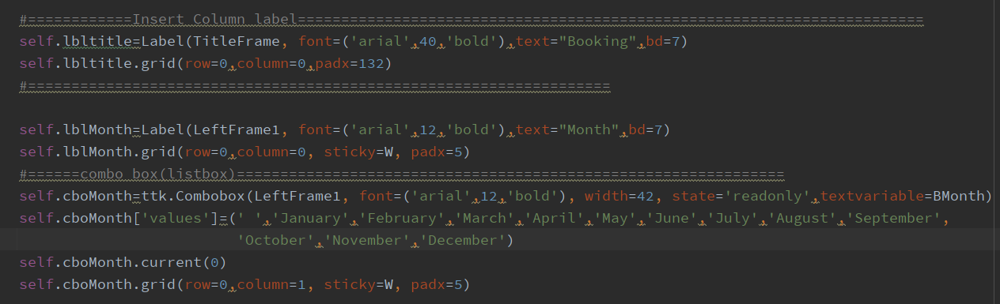 #============Insert Column label========================================================================
self.lbltitle=Label(TitleFrame, font=('arial',40,'bold'),text="Booking",bd=7)
self.lbltitle.grid(row=0,column=0,padx=132)
#===================================================================
self.lblMonth=Label(LeftFrame1, font=('arial',12,'bold'),text="Month",bd=7)
self.lblMonth.grid(row=0,column=0, sticky=W, padx=5)
#======combo box(listbox)===============================================================
self.cboMonth=ttk.Combobox(LeftFrame1, font=('arial',12,'bold'), width=42, state='readonly',textvariable=BMonth)
self.cboMonth['values']=(' ','January','February','March','April','May','June','July','August','September',
'October','November','December')
self.cboMonth.current(0)
self.cboMonth.grid(row=0,column=1, sticky=W, padx=5)